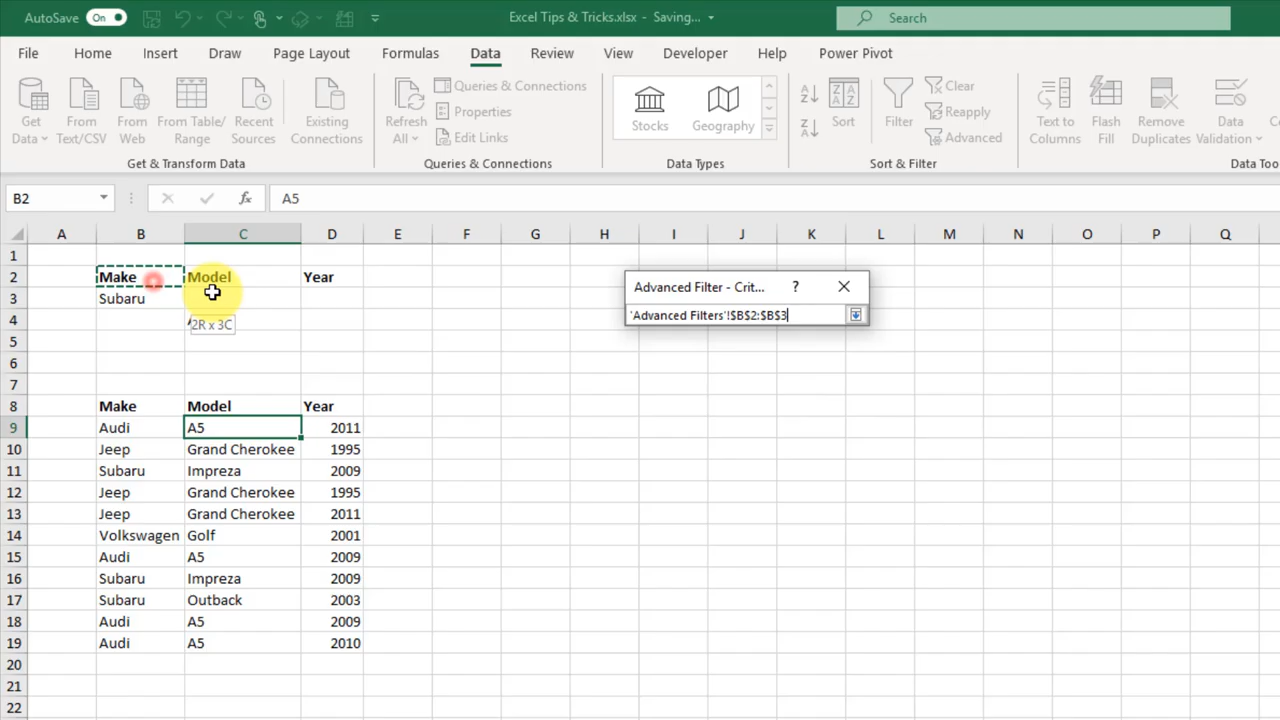 AutoSave On Excel Tips & Tricks.xlsx - Saving... Search
File Home Insert Draw Page Layout Formulas Data Review View Developer Help Power Pivot
Get Data
From Text/CSV
From Web
From Table/ Range
Recent Sources
Existing Connections
Get & Transform Data
Refresh All
Queries & Connections
Properties
Edit Links
Queries & Connections
Stocks
Geography
Data Types
Sort
Filter
Clear
Reapply
Advanced
Sort & Filter
Text to Columns
Flash Fill
Remove Duplicates
Data Validation
Data Too
B2 fx A5
A B C D E F G H I J K L M N O P Q
1
2 Make Model Year
3 Subaru
4
2R x 3C
5
6
7
8 Make Model Year
9 Audi A5 2011
10 Jeep Grand Cherokee 1995
11 Subaru Impreza 2009
12 Jeep Grand Cherokee 1995
13 Jeep Grand Cherokee 2011
14 Volkswagen Golf 2001
15 Audi A5 2009
16 Subaru Impreza 2009
17 Subaru Outback 2003
18 Audi A5 2009
19 Audi A5 2010
20
21
22
Advanced Filter - Crit... ?
'Advanced Filters'!$B$2:$B$3